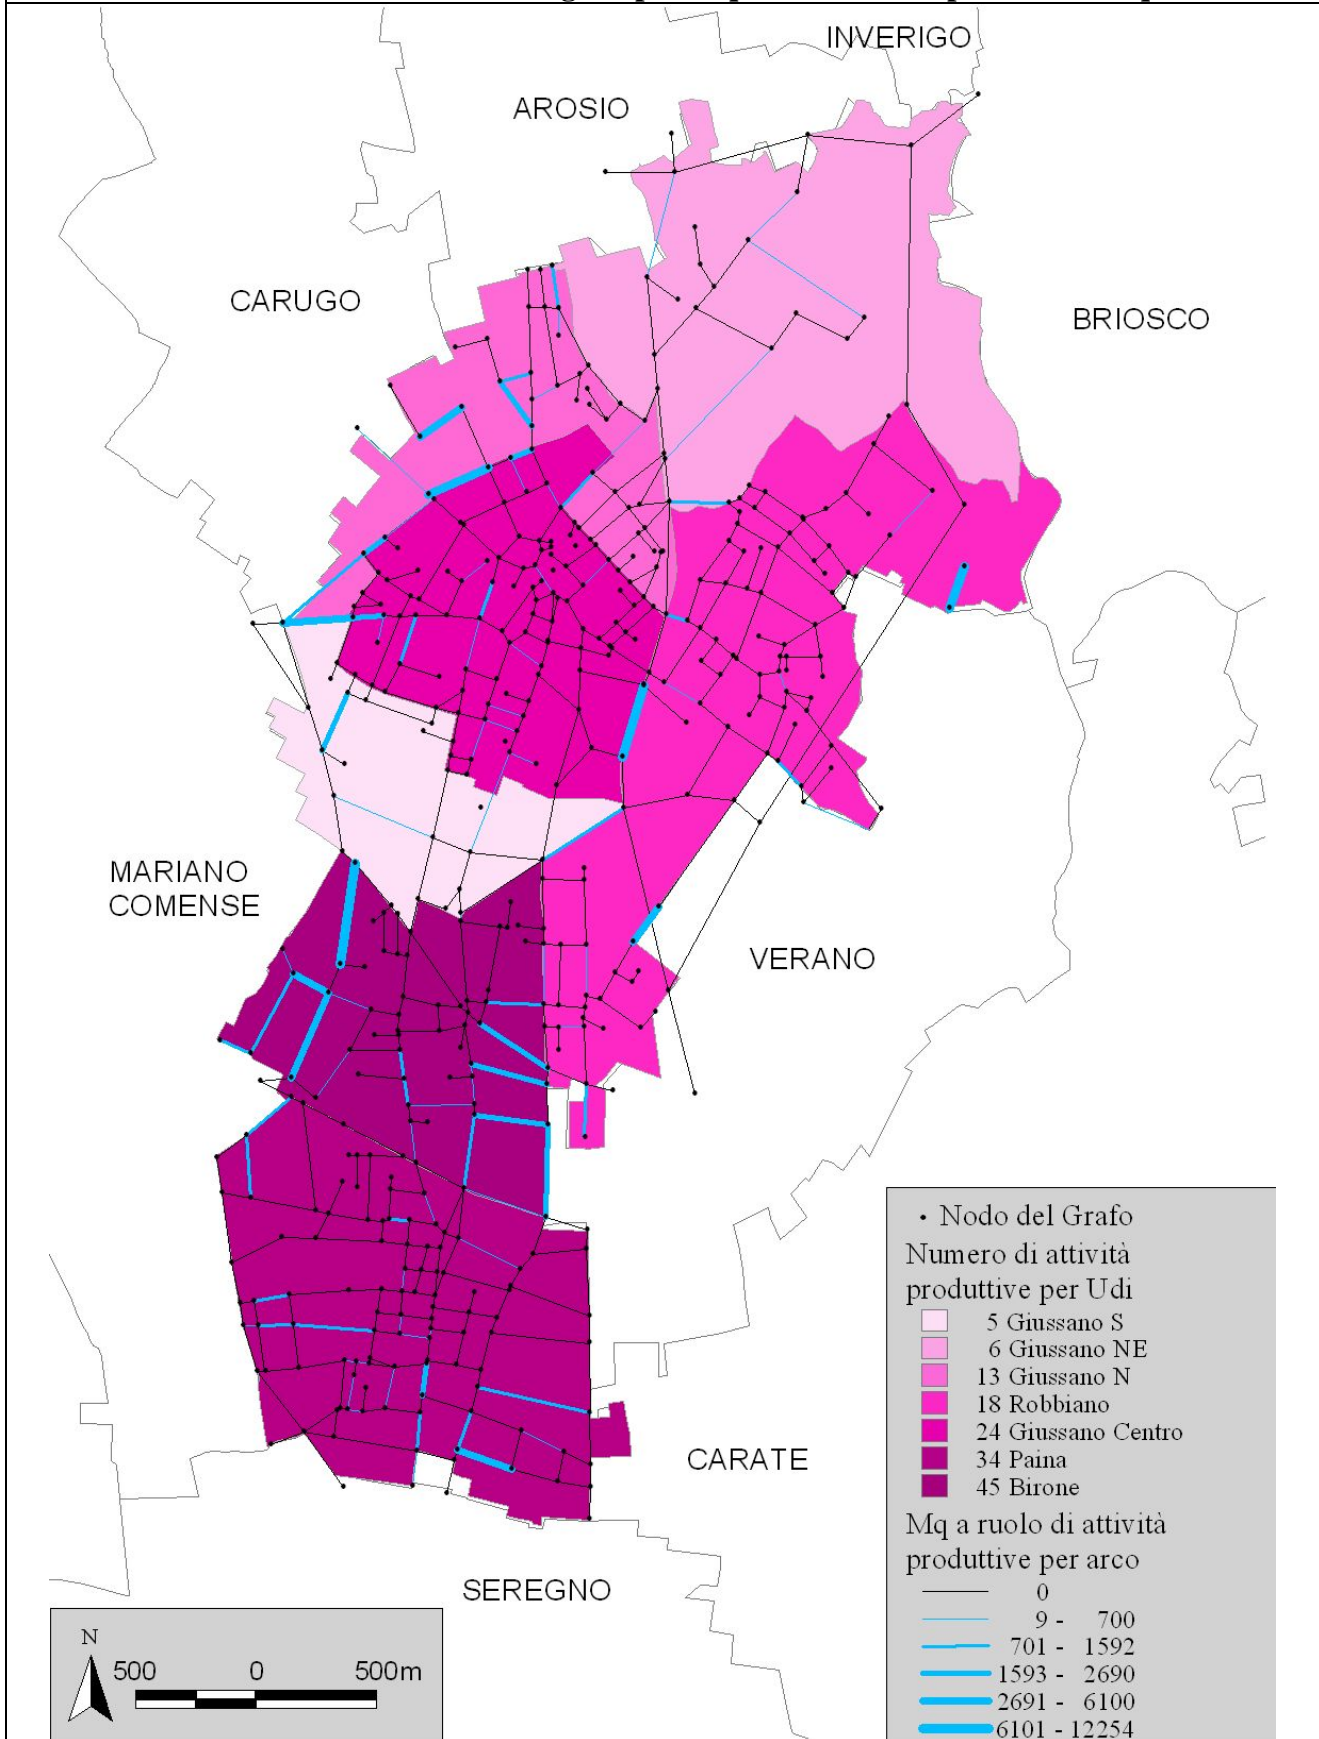 INVERIGO
AROSIO
CARUGO
BRIOSCO
MARIANO
COMENSE
VERANO
CARATE
SEREGNO
N
500 0 500m
Nodo del Grafo
Numero di attività
produttive per Udi
5 Giussano S
6 Giussano NE
13 Giussano N
18 Robbiano
24 Giussano Centro
34 Paina
45 Birone
Mq a ruolo di attività
produttive per arco
0
9 - 700
701 - 1592
1593 - 2690
2691 - 6100
6101 - 12254